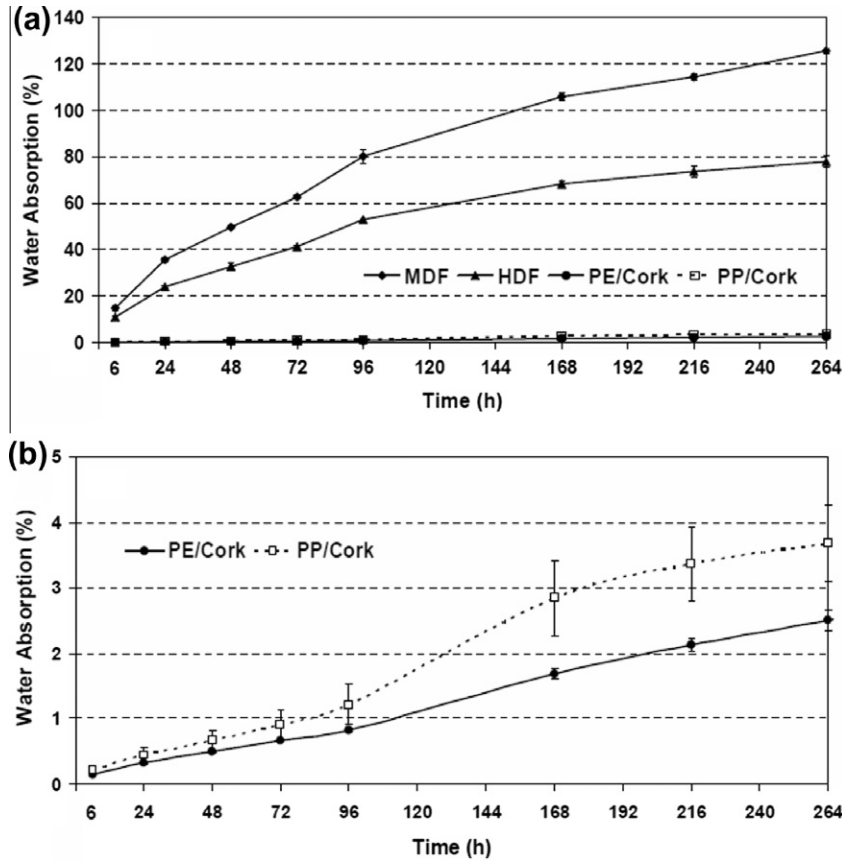 (a)
140
120
100
80
60
40
20
0
Water Absorption (%)
MDF HDF PE/Cork PP/Cork
6 24 48 72 96 120 144 168 192 216 240 264
Time (h)
(b)
5
4
3
2
1
0
Water Absorption (%)
PE/Cork PP/Cork
6 24 48 72 96 120 144 168 192 216 240 264
Time (h)